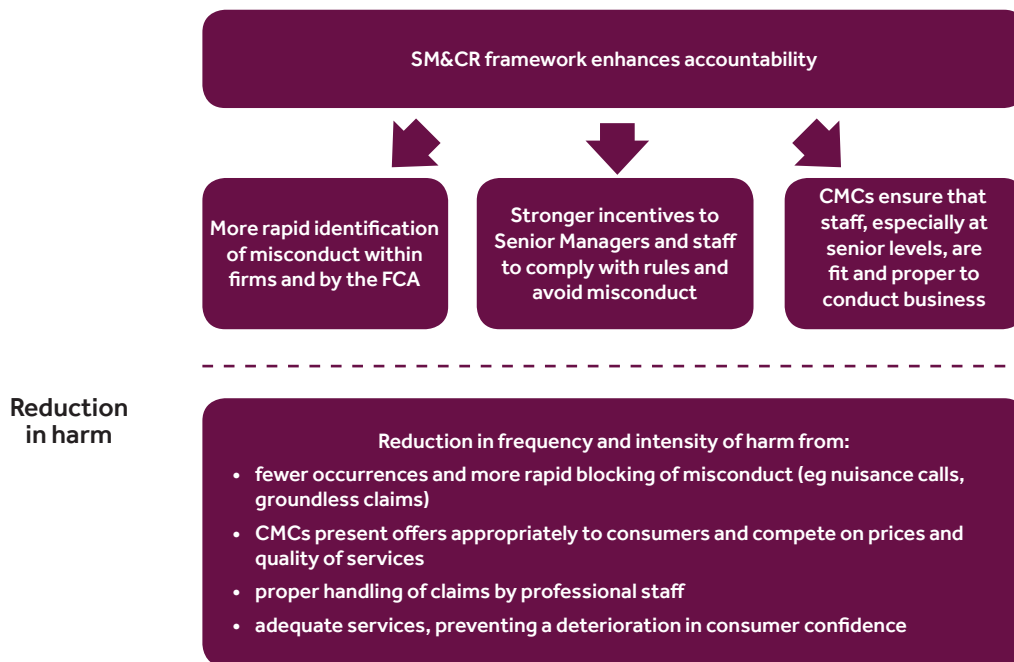 SM&CR framework enhances accountability
More rapid identification
of misconduct within
firms and by the FCA
Stronger incentives to
Senior Managers and staff
to comply with rules and
avoid misconduct
CMCs ensure that
staff, especially at
senior levels, are
fit and proper to
conduct business
Reduction
in harm
Reduction in frequency and intensity of harm from:
• fewer occurrences and more rapid blocking of misconduct (eg nuisance calls,
groundless claims)
• CMCs present offers appropriately to consumers and compete on prices and
quality of services
• proper handling of claims by professional staff
• adequate services, preventing a deterioration in consumer confidence